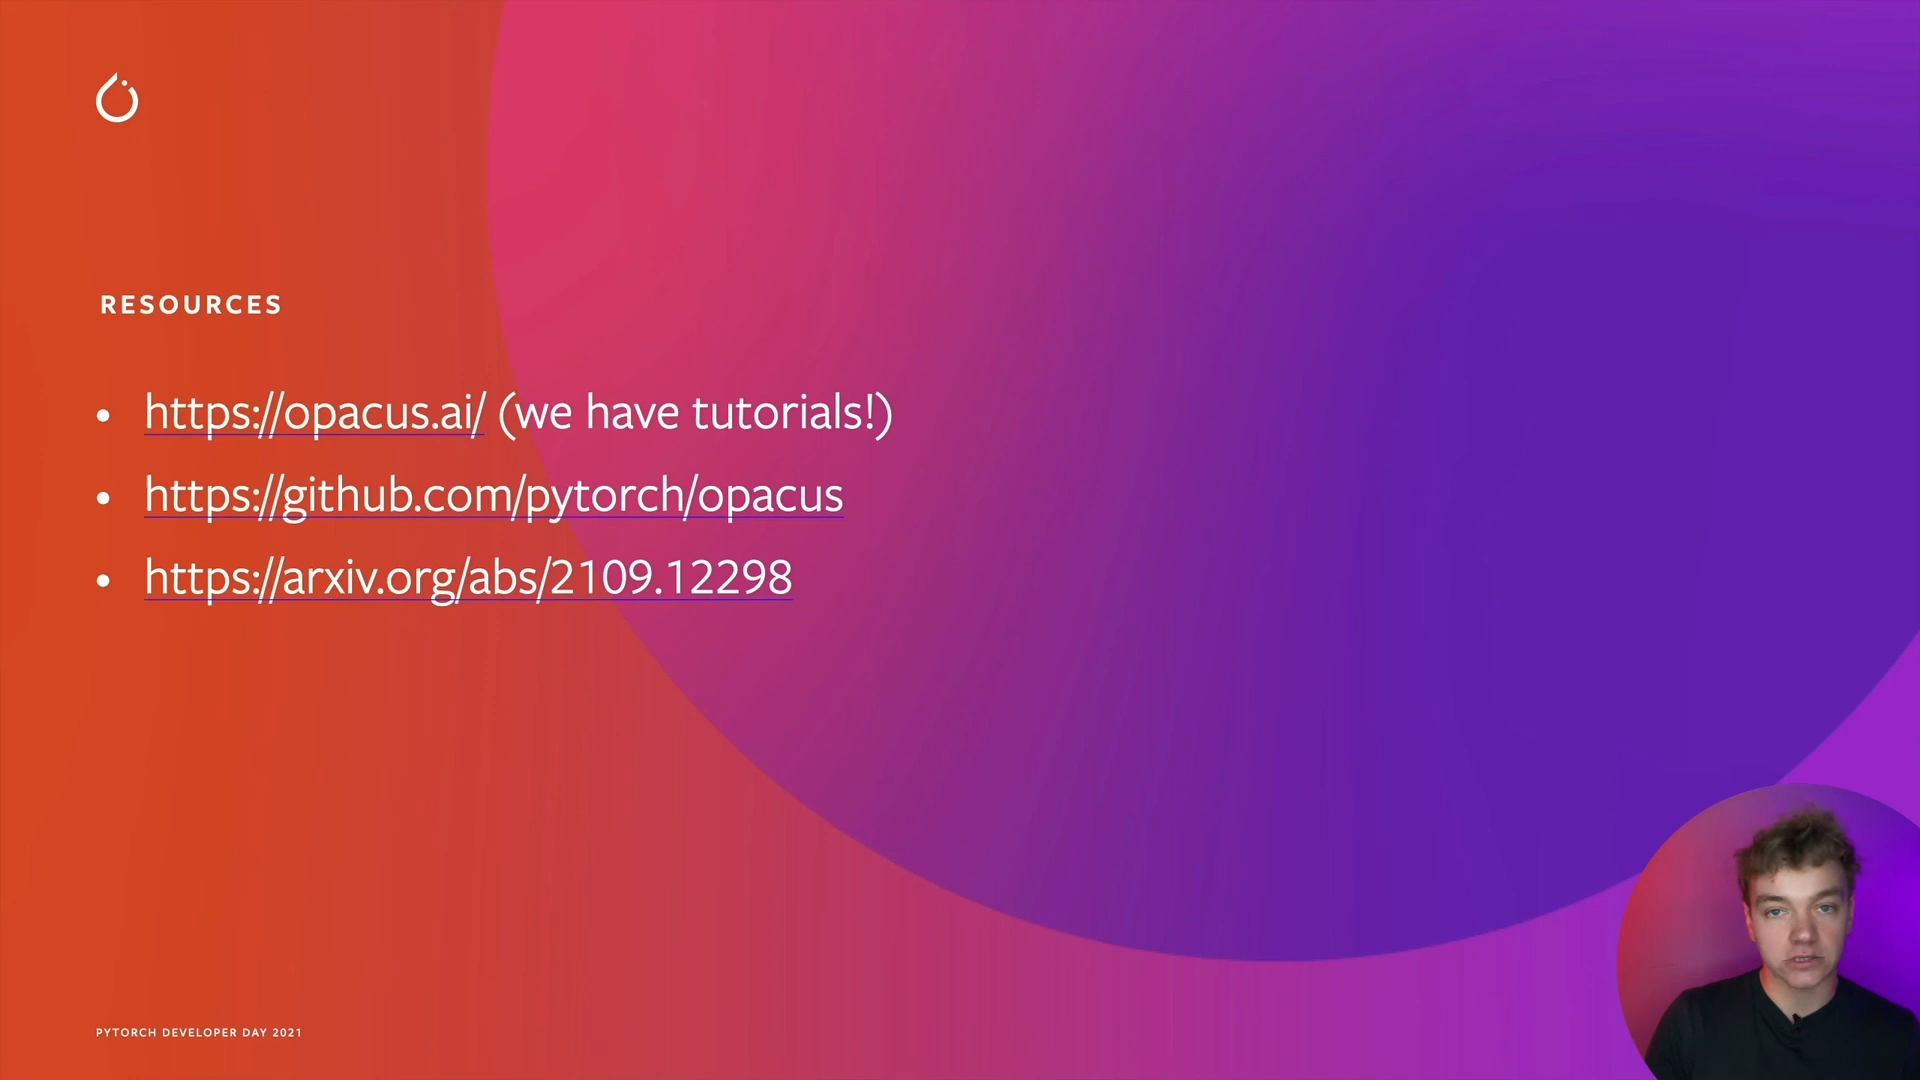 RESOURCES
• https://opacus.ai/ (we have tutorials!)
• https://github.com/pytorch/opacus
• https://arxiv.org/abs/2109.12298
PYTORCH DEVELOPER DAY 2021